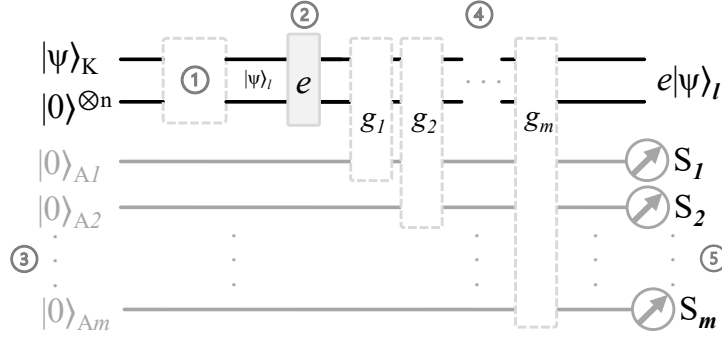 ② ④
|ψ⟩K ① |ψ⟩l e g1 g2 · · · gm e|ψ⟩l
|0⟩⊗n
|0⟩A1 S1
|0⟩A2 S2
③ ⑤
|0⟩Am Sm